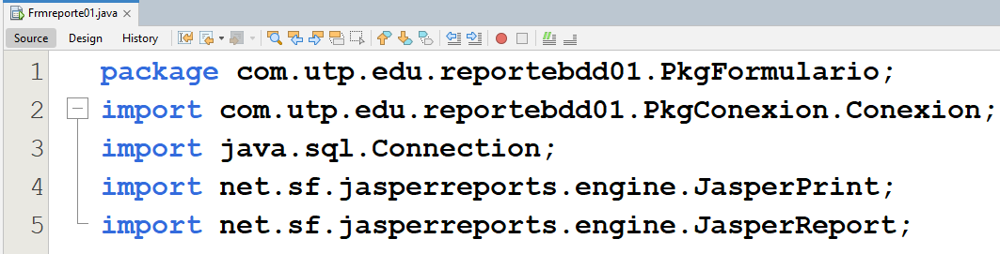 Frmreporte01.java
Source Design History
1 package com.utp.edu.reportebdd01.PkgFormulario;
2 import com.utp.edu.reportebdd01.PkgConexion.Conexion;
3 import java.sql.Connection;
4 import net.sf.jasperreports.engine.JasperPrint;
5 import net.sf.jasperreports.engine.JasperReport;